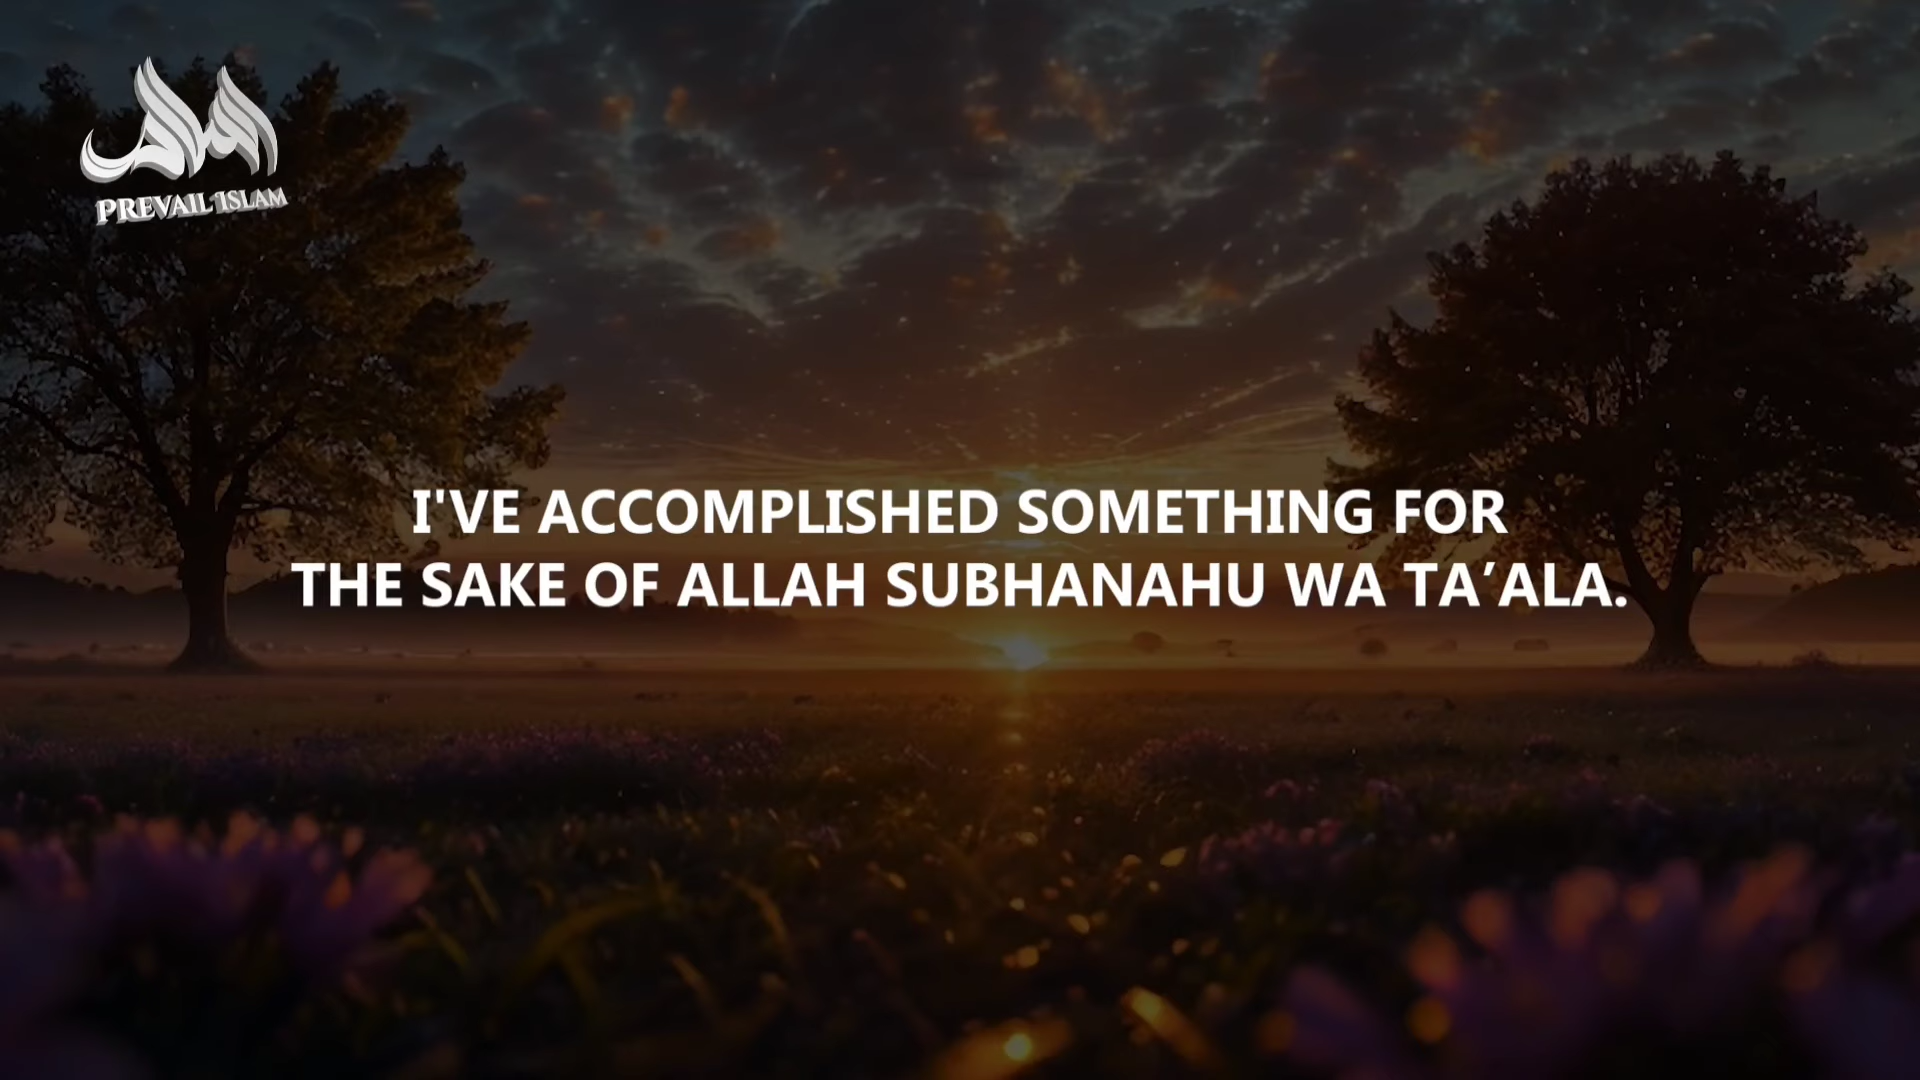 PREVAIL ISLAM
I'VE ACCOMPLISHED SOMETHING FOR
THE SAKE OF ALLAH SUBHANAHU WA TA’ALA.